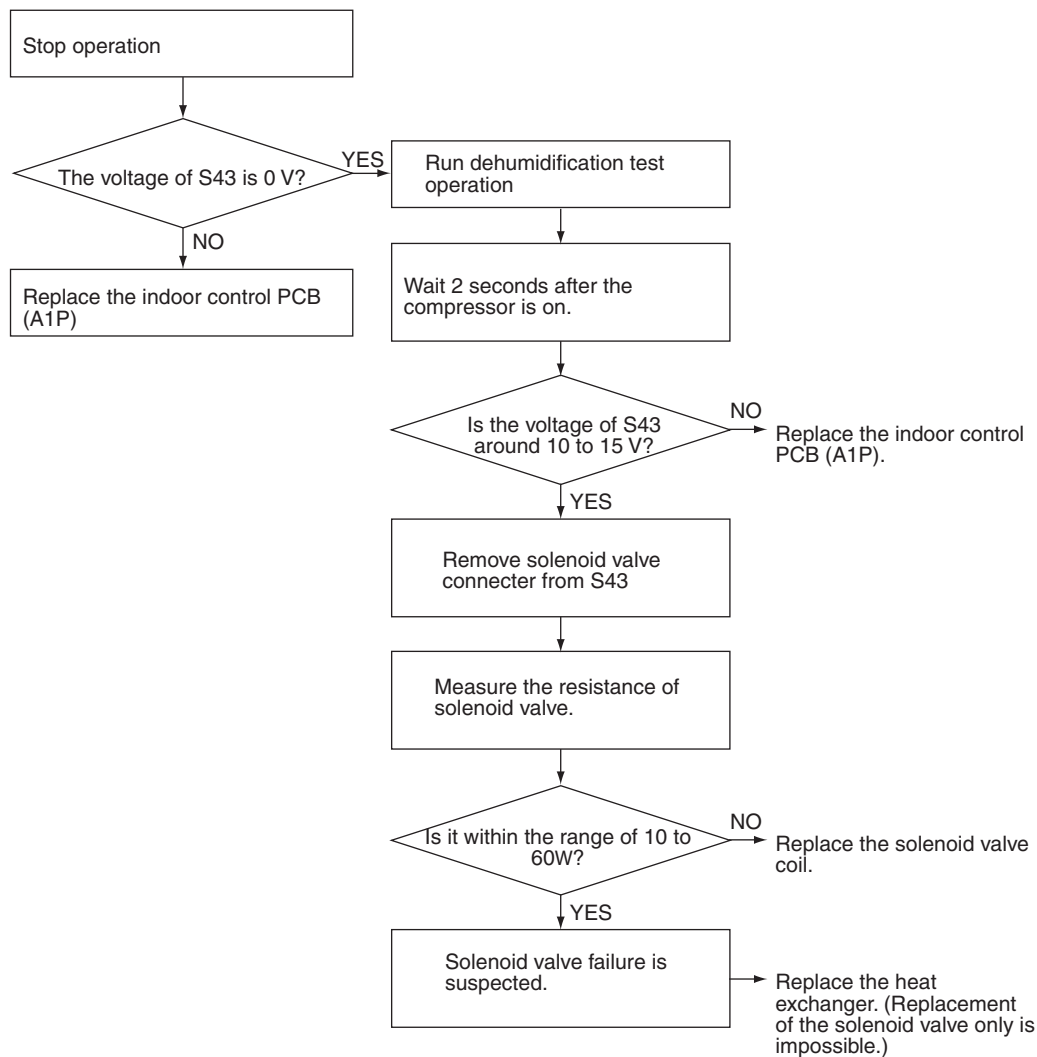 Stop operation
The voltage of S43 is 0 V?
YES
Run dehumidification test
operation
NO
Replace the indoor control PCB
(A1P)
Wait 2 seconds after the
compressor is on.
Is the voltage of S43
around 10 to 15 V?
NO
Replace the indoor control
PCB (A1P).
YES
Remove solenoid valve
connecter from S43
Measure the resistance of
solenoid valve.
Is it within the range of 10 to
60W?
NO
Replace the solenoid valve
coil.
YES
Solenoid valve failure is
suspected.
Replace the heat
exchanger. (Replacement
of the solenoid valve only is
impossible.)